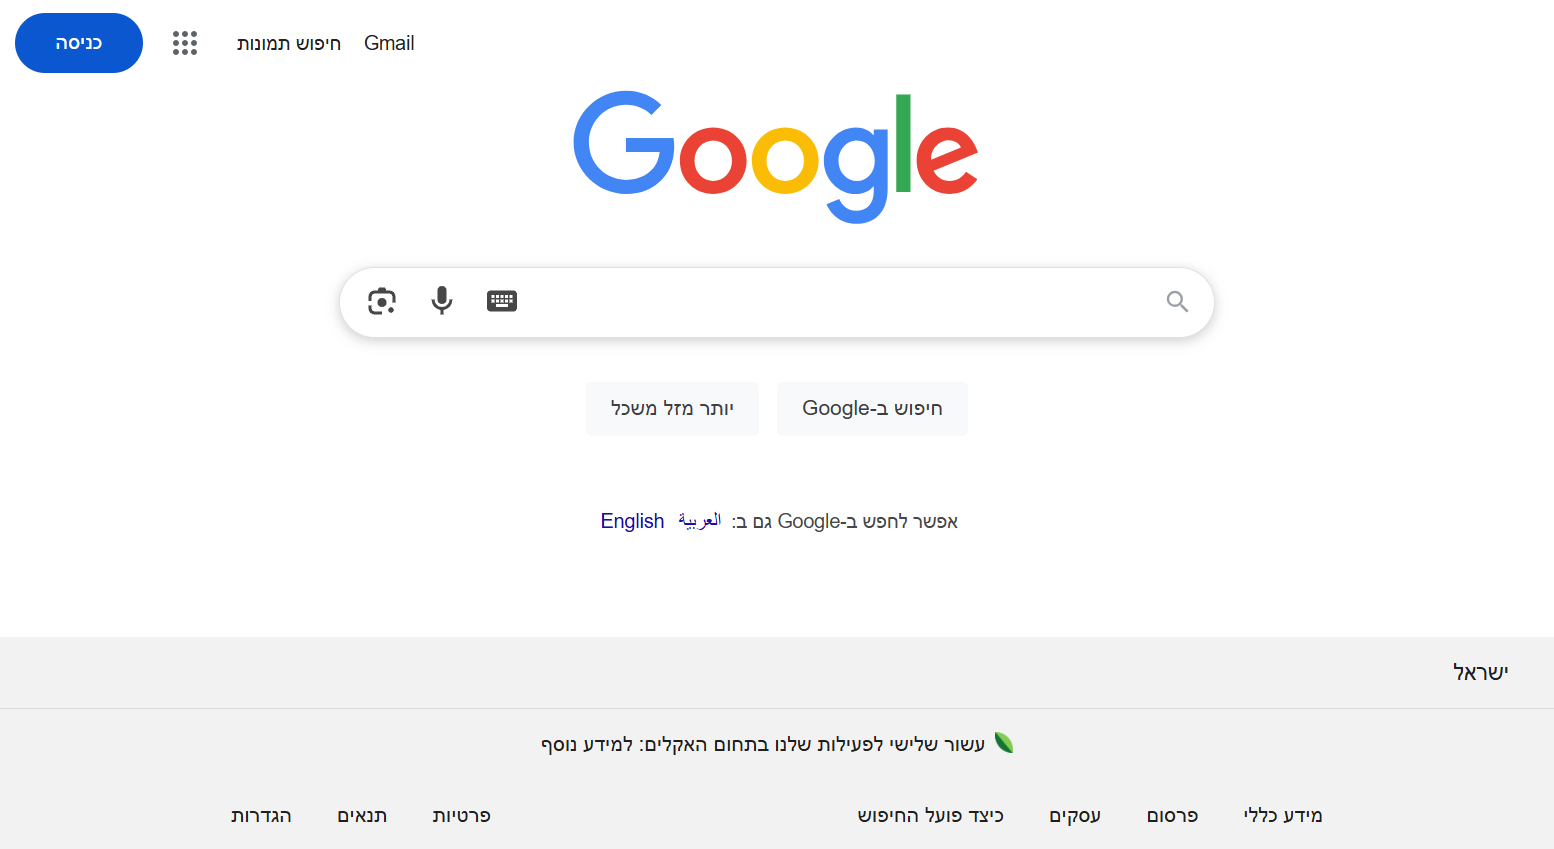 Gmail חיפוש תמונות כניסה
Google
חיפוש ב-Google יותר מזל משכל
אפשר לחפש ב-Google גם ב: العربية English
ישראל
עשור שלישי לפעילות שלנו בתחום האקלים: למידע נוסף
מידע כללי פרסום עסקים כיצד פועל החיפוש פרטיות תנאים הגדרות